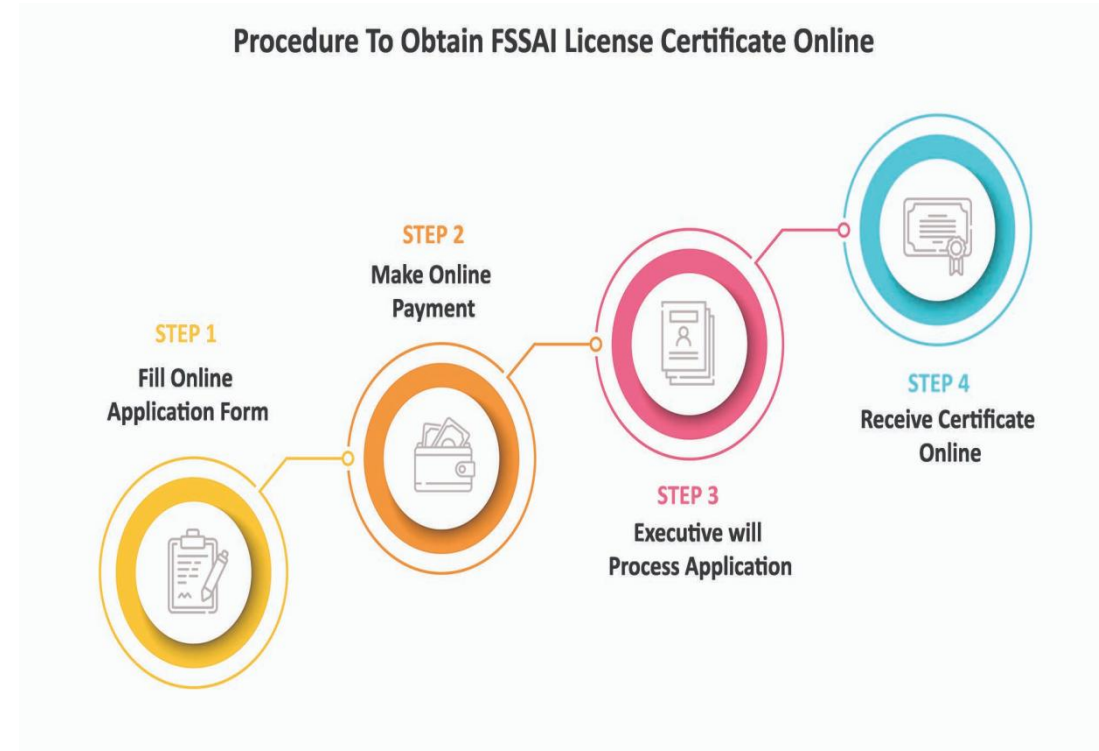 Procedure To Obtain FSSAI License Certificate Online
STEP 1
Fill Online
Application Form
STEP 2
Make Online
Payment
STEP 3
Executive will
Process Application
STEP 4
Receive Certificate
Online